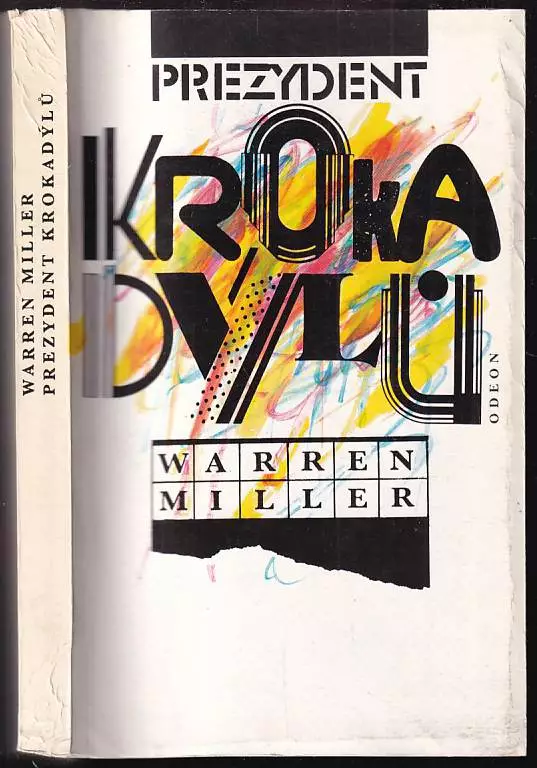 WARREN MILLER
PREZYDENT KROKADÝLŮ
PREZYDENT
KROKA
DÝLŮ
ODEON
WARREN
MILLER